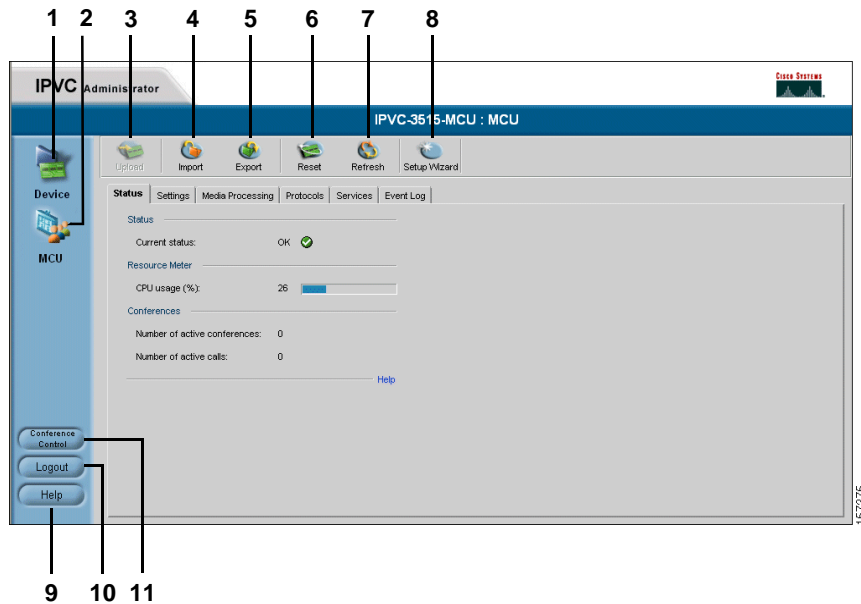 1 2 3 4 5 6 7 8
IPVC Administrator
CISCO SYSTEMS
IPVC-3515-MCU : MCU
Upload Import Export Reset Refresh Setup Wizard
Device
MCU
Status Settings Media Processing Protocols Services Event Log
Status
Current status: OK
Resource Meter
CPU usage (%): 26
Conferences
Number of active conferences: 0
Number of active calls: 0
Help
Conference
Control
Logout
Help
9 10 11